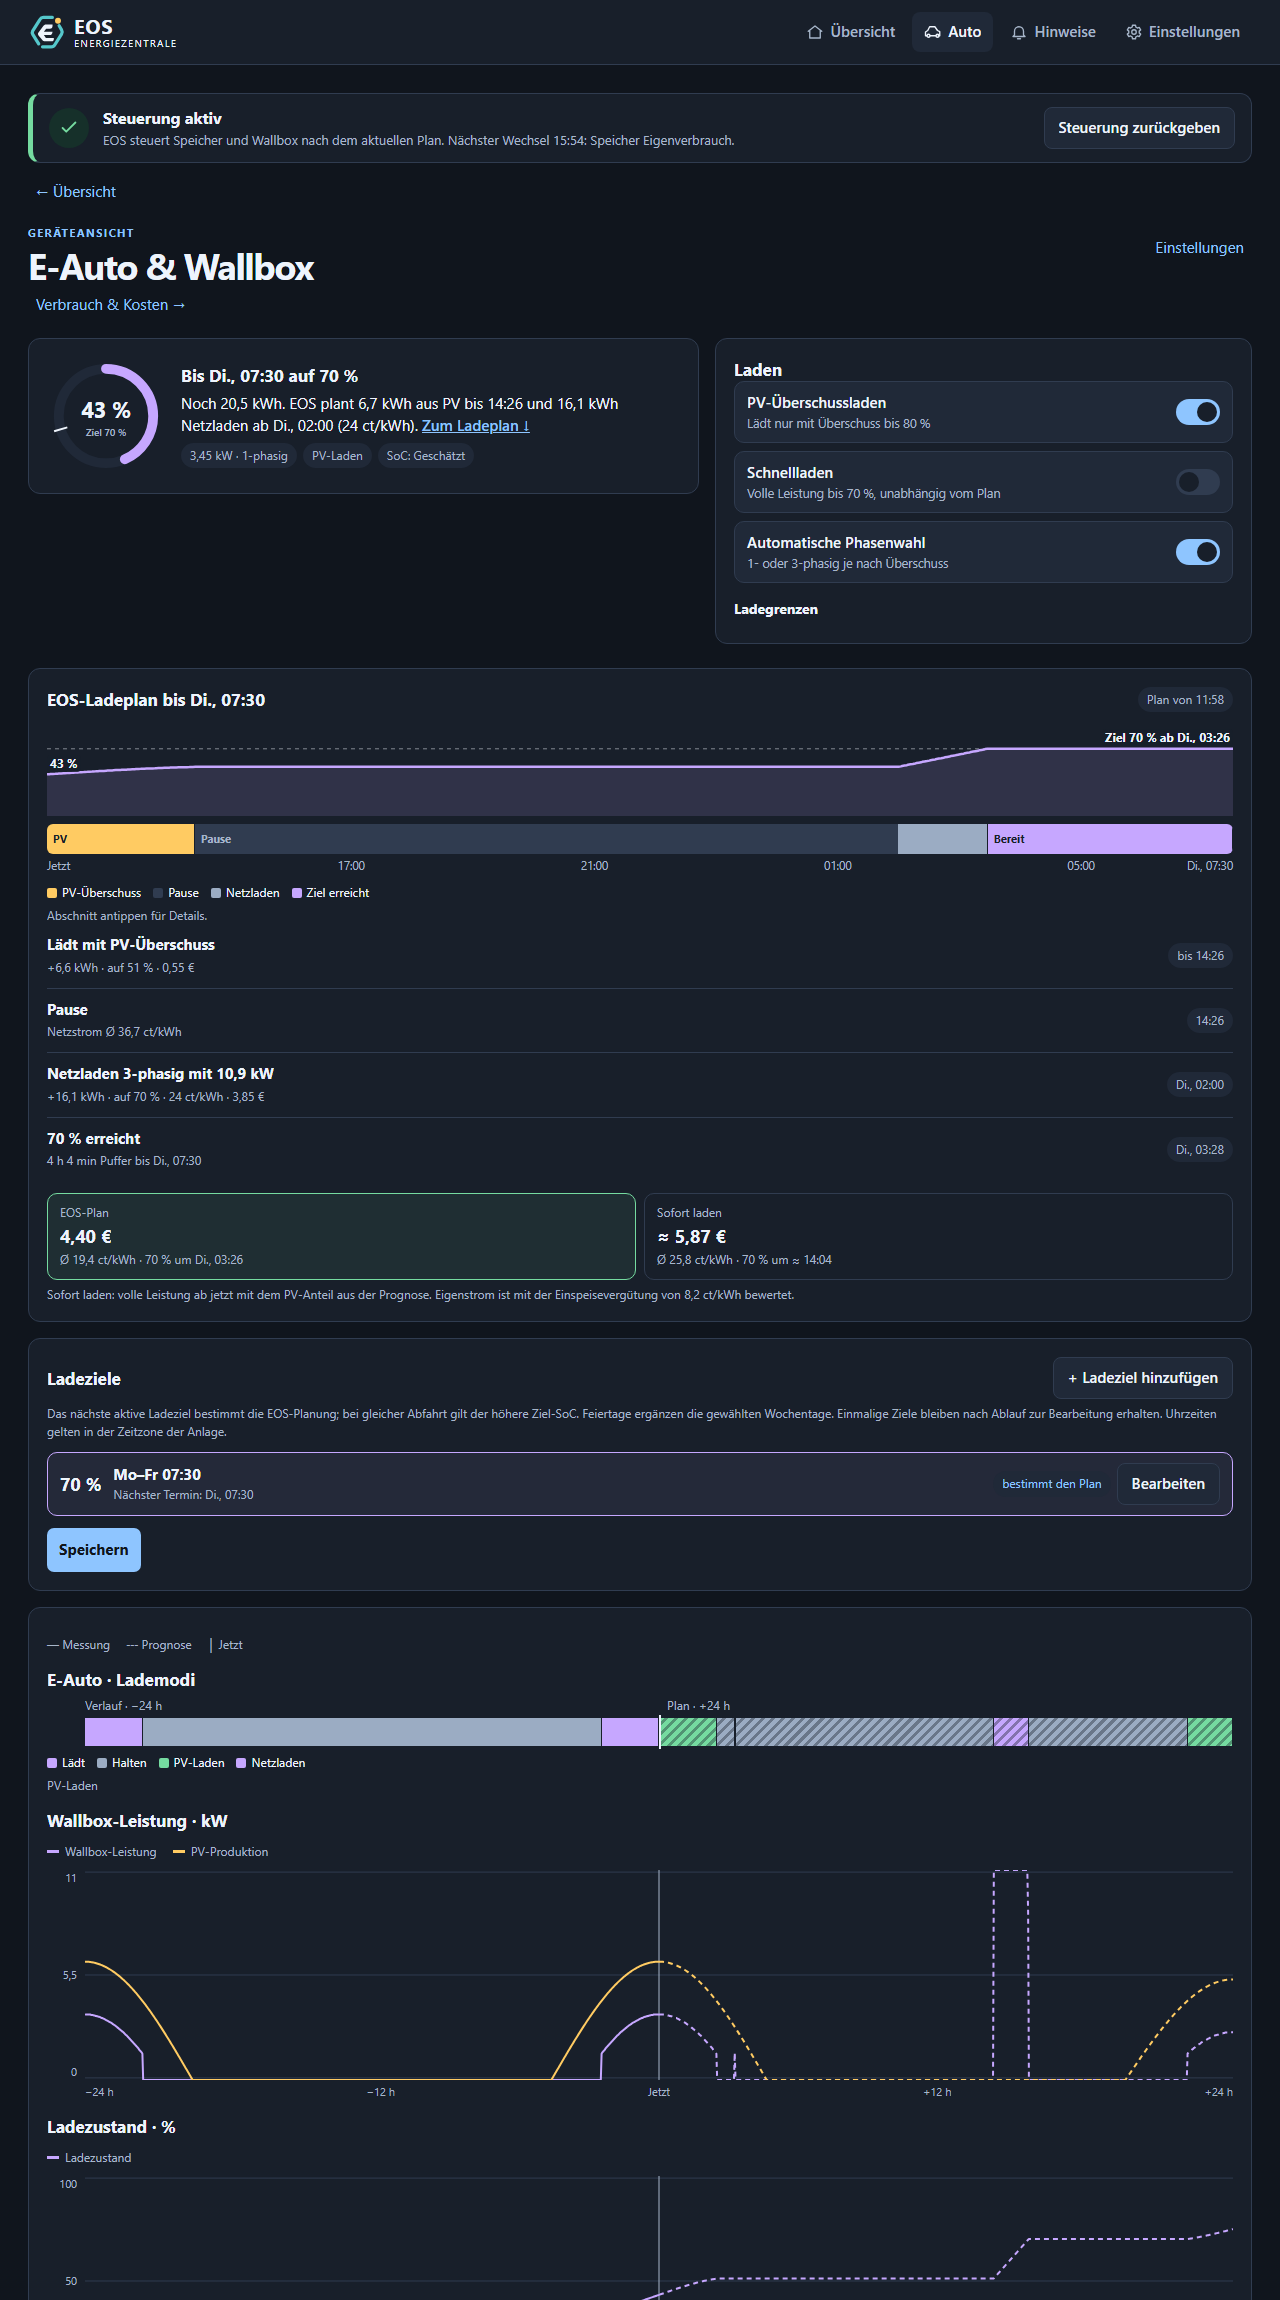 EOS
ENERGIEZENTRALE
Übersicht
Auto
Hinweise
Einstellungen
Steuerung aktiv
EOS steuert Speicher und Wallbox nach dem aktuellen Plan. Nächster Wechsel 15:54: Speicher Eigenverbrauch.
Steuerung zurückgeben
← Übersicht
GERÄTEANSICHT
E-Auto & Wallbox
Einstellungen
Verbrauch & Kosten →
43 %
Ziel 70 %
Bis Di., 07:30 auf 70 %
Noch 20,5 kWh. EOS plant 6,7 kWh aus PV bis 14:26 und 16,1 kWh
Netzladen ab Di., 02:00 (24 ct/kWh). Zum Ladeplan ↓
3,45 kW · 1-phasig
PV-Laden
SoC: Geschätzt
Laden
PV-Überschussladen
Lädt nur mit Überschuss bis 80 %
Schnellladen
Volle Leistung bis 70 %, unabhängig vom Plan
Automatische Phasenwahl
1- oder 3-phasig je nach Überschuss
Ladegrenzen
EOS-Ladeplan bis Di., 07:30
Plan von 11:58
Ziel 70 % ab Di., 03:26
43 %
PV
Pause
Bereit
Jetzt
17:00
21:00
01:00
05:00
Di., 07:30
PV-Überschuss
Pause
Netzladen
Ziel erreicht
Abschnitt antippen für Details.
Lädt mit PV-Überschuss
+6,6 kWh · auf 51 % · 0,55 €
bis 14:26
Pause
Netzstrom Ø 36,7 ct/kWh
14:26
Netzladen 3-phasig mit 10,9 kW
+16,1 kWh · auf 70 % · 24 ct/kWh · 3,85 €
Di., 02:00
70 % erreicht
4 h 4 min Puffer bis Di., 07:30
Di., 03:28
EOS-Plan
4,40 €
Ø 19,4 ct/kWh · 70 % um Di., 03:26
Sofort laden
≈ 5,87 €
Ø 25,8 ct/kWh · 70 % um ≈ 14:04
Sofort laden: volle Leistung ab jetzt mit dem PV-Anteil aus der Prognose. Eigenstrom ist mit der Einspeisevergütung von 8,2 ct/kWh bewertet.
Ladeziele
+ Ladeziel hinzufügen
Das nächste aktive Ladeziel bestimmt die EOS-Planung; bei gleicher Abfahrt gilt der höhere Ziel-SoC. Feiertage ergänzen die gewählten Wochentage. Einmalige Ziele bleiben nach Ablauf zur Bearbeitung erhalten. Uhrzeiten
gelten in der Zeitzone der Anlage.
70 %
Mo–Fr 07:30
Nächster Termin: Di., 07:30
bestimmt den Plan
Bearbeiten
Speichern
— Messung
--- Prognose
| Jetzt
E-Auto · Lademodi
Verlauf · −24 h
Plan · +24 h
Lädt
Halten
PV-Laden
Netzladen
PV-Laden
Wallbox-Leistung · kW
Wallbox-Leistung
PV-Produktion
11
5,5
0
−24 h
−12 h
Jetzt
+12 h
+24 h
Ladezustand · %
Ladezustand
100
50